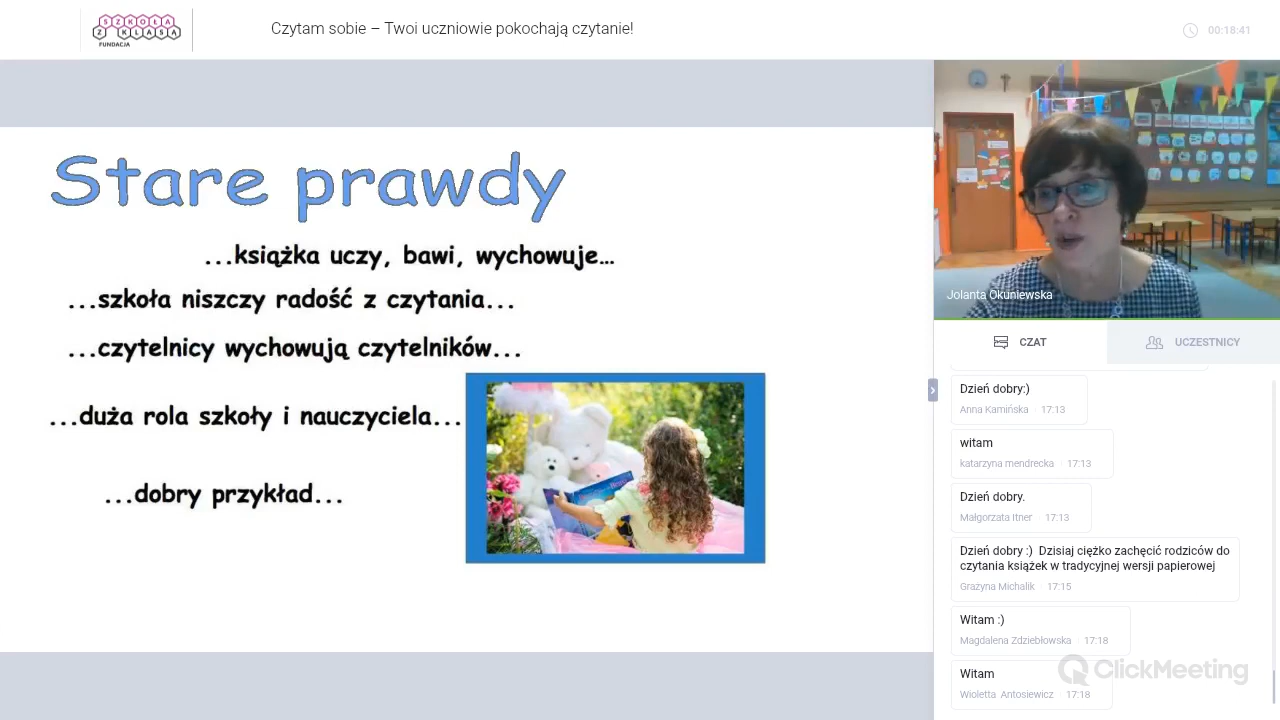 SZKOŁA
Z KLASĄ
FUNDACJA
Czytam sobie – Twoi uczniowie pokochają czytanie!
00:18:41
Stare prawdy
...książka uczy, bawi, wychowuje...
...szkoła niszczy radość z czytania...
...czytelnicy wychowują czytelników...
...duża rola szkoły i nauczyciela...
...dobry przykład...
Jolanta Okuniewska
CZAT
UCZESTNICY
Dzień dobry:)
Anna Kamińska · 17:13
witam
katarzyna mendrecka · 17:13
Dzień dobry.
Małgorzata Itner · 17:13
Dzień dobry :) Dzisiaj ciężko zachęcić rodziców do
czytania książek w tradycyjnej wersji papierowej
Grazyna Michalik · 17:15
Witam :)
Magdalena Zdziebłowska · 17:18
Witam
Wioletta Antosiewicz · 17:18
ClickMeeting